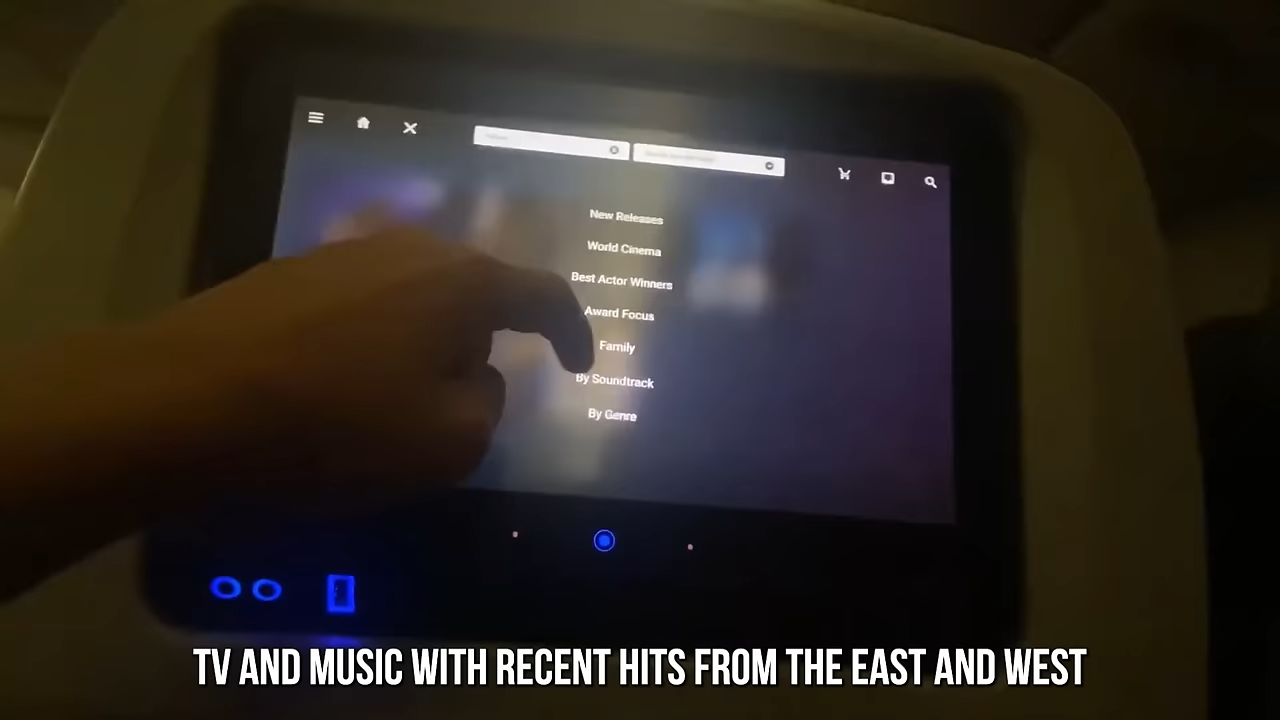 New Releases
World Cinema
Best Actor Winners
Award Focus
Family
By Soundtrack
By Genre
TV AND MUSIC WITH RECENT HITS FROM THE EAST AND WEST